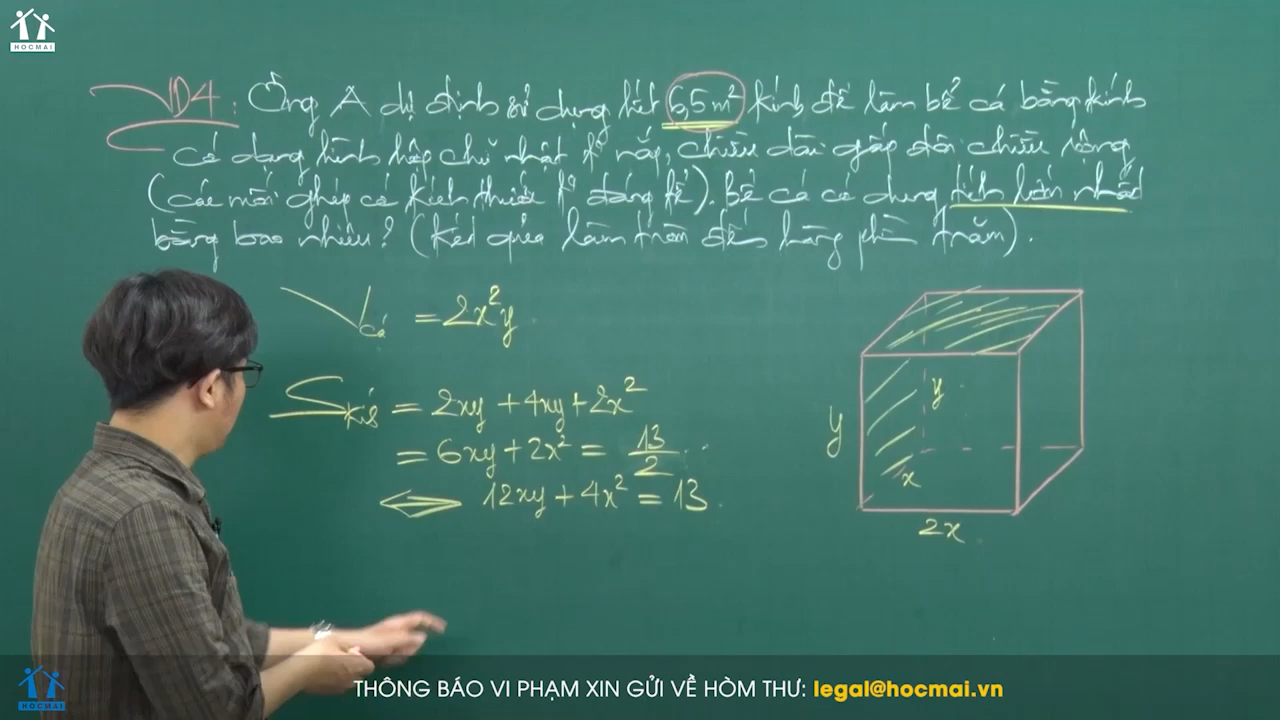 HOCMAI
VD4: Ông A dự định sử dụng hết 6,5m² kính để làm bể cá bằng kính
có dạng hình hộp chữ nhật k° nắp, chiều dài gấp đôi chiều rộng
(các mối ghép có kích thước k° đáng kể). Bể cá có dung tích lớn nhất
bằng bao nhiêu? (Kết quả làm tròn đến hàng phần trăm).
V cá = 2x²y
S kính = 2xy + 4xy + 2x²
= 6xy + 2x² = 13/2
⟺ 12xy + 4x² = 13.
y
y
x
2x
HOCMAI
THÔNG BÁO VI PHẠM XIN GỬI VỀ HÒM THƯ: legal@hocmai.vn